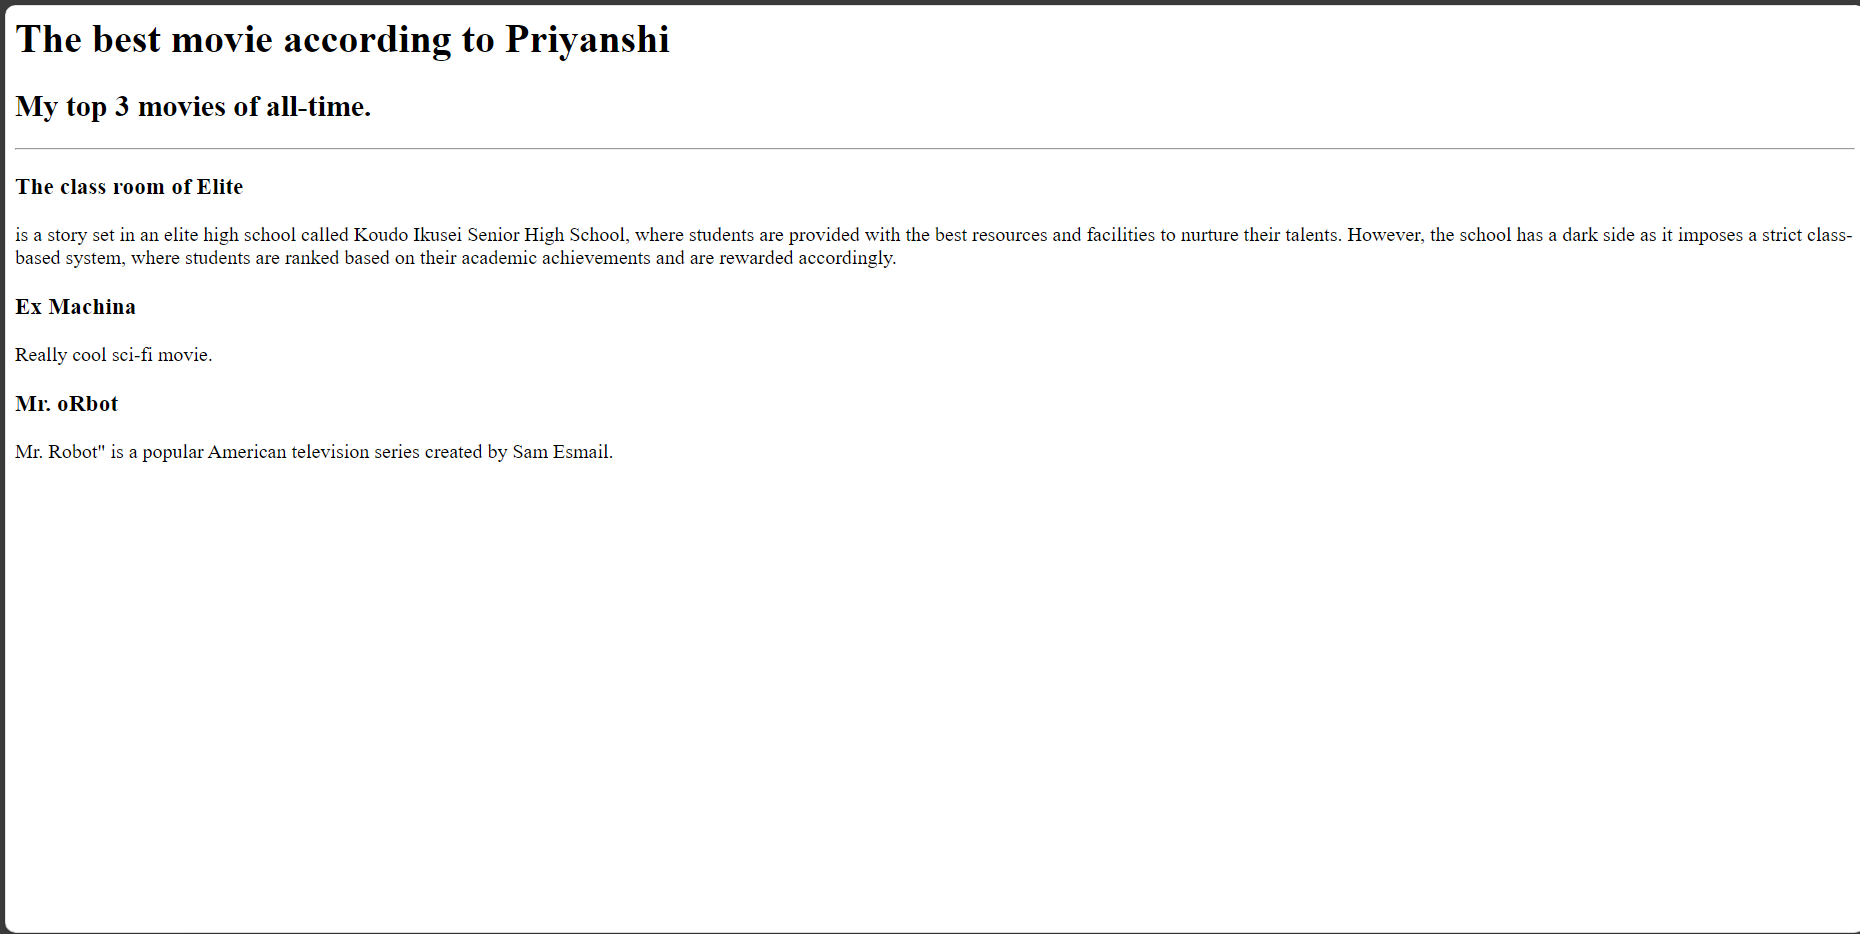 The best movie according to Priyanshi
My top 3 movies of all-time.
The class room of Elite
is a story set in an elite high school called Koudo Ikusei Senior High School, where students are provided with the best resources and facilities to nurture their talents. However, the school has a dark side as it imposes a strict class-
based system, where students are ranked based on their academic achievements and are rewarded accordingly.
Ex Machina
Really cool sci-fi movie.
Mr. oRbot
Mr. Robot" is a popular American television series created by Sam Esmail.